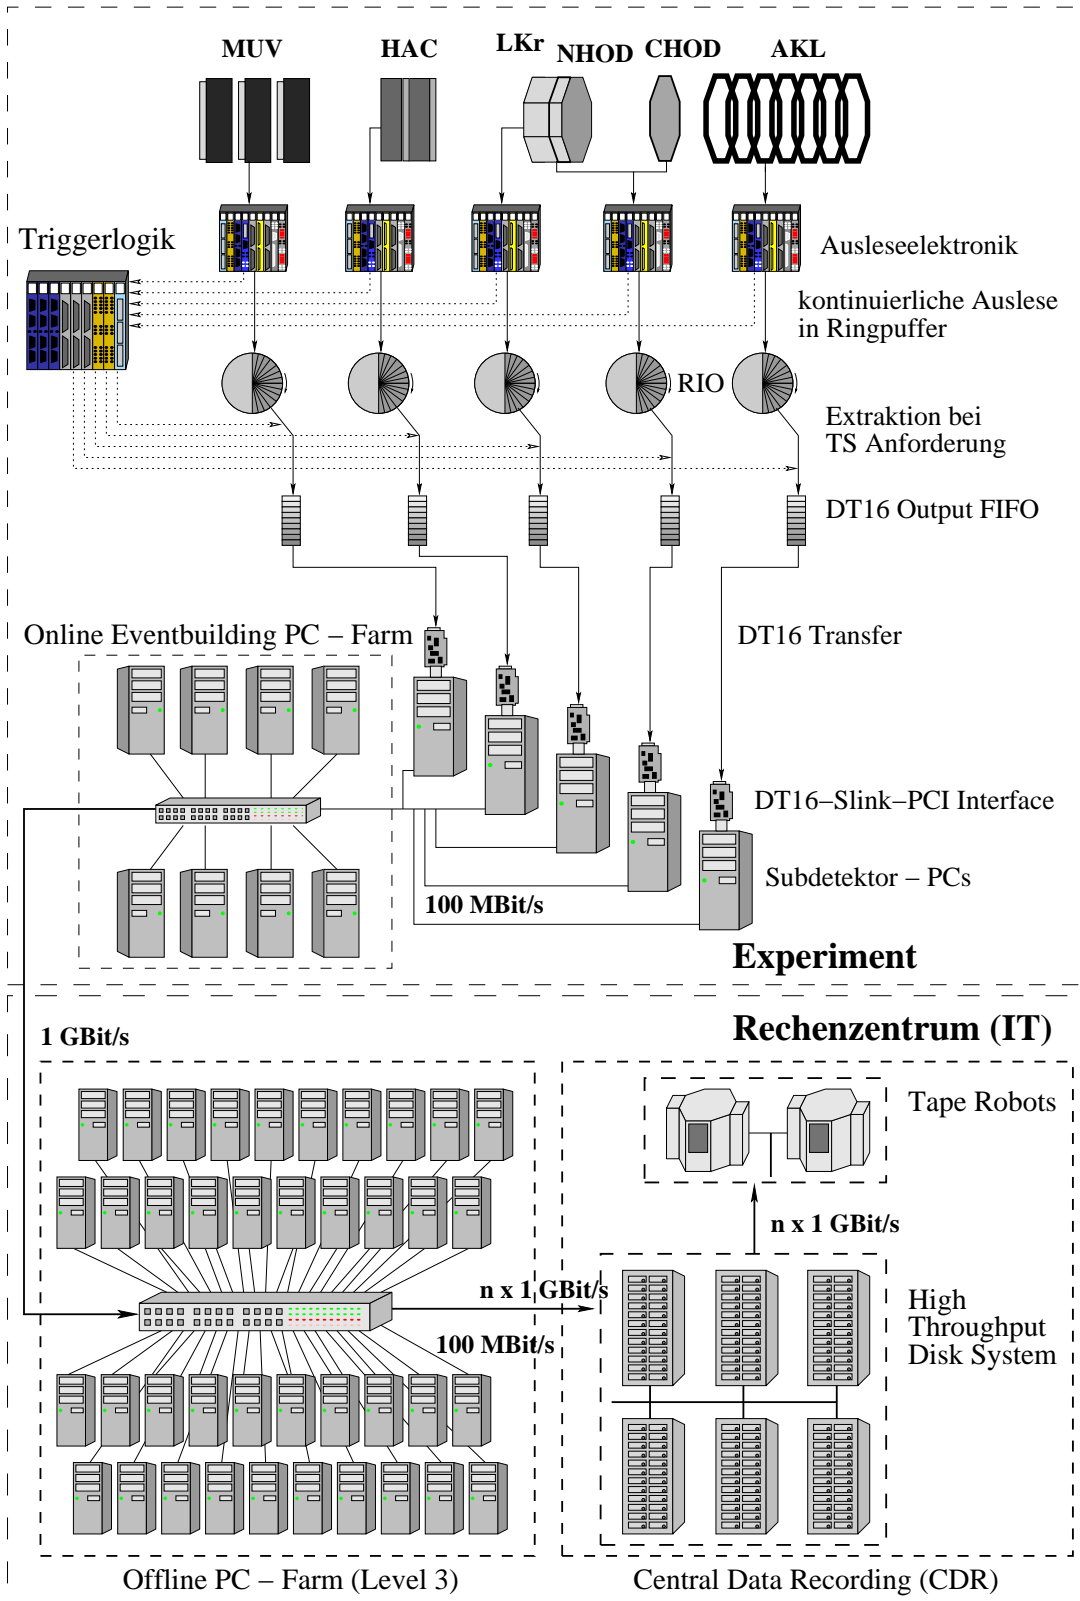 MUV HAC LKr NHOD CHOD AKL
Triggerlogik
Ausleseelektronik
kontinuierliche Auslese
in Ringpuffer
RIO
Extraktion bei
TS Anforderung
DT16 Output FIFO
Online Eventbuilding PC – Farm
DT16 Transfer
DT16–Slink–PCI Interface
Subdetektor – PCs
100 MBit/s
Experiment
1 GBit/s
Rechenzentrum (IT)
Tape Robots
n x 1 GBit/s
n x 1 GBit/s
High
Throughput
Disk System
100 MBit/s
Offline PC – Farm (Level 3)
Central Data Recording (CDR)